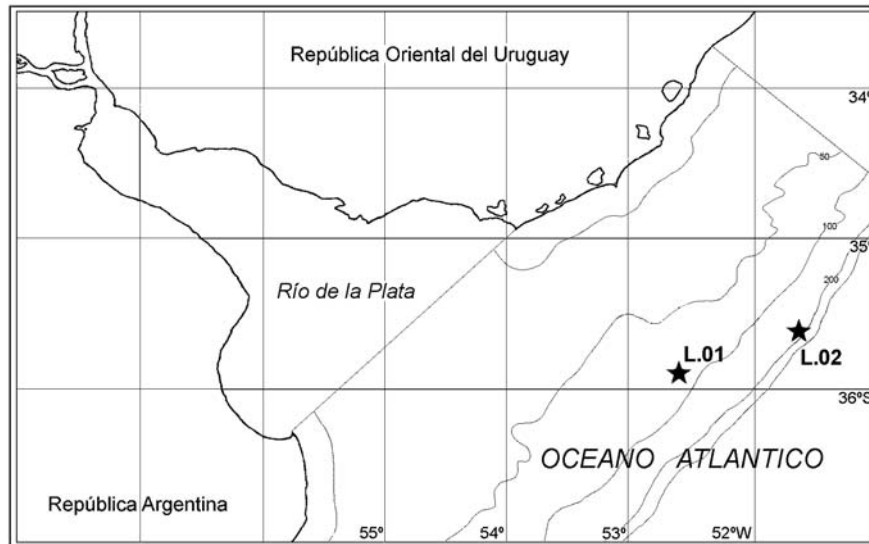 República Oriental del Uruguay
34º
50
100
35º
200
Río de la Plata
L.01
L.02
36ºS
OCEANO ATLANTICO
República Argentina
55º
54º
53º
52ºW